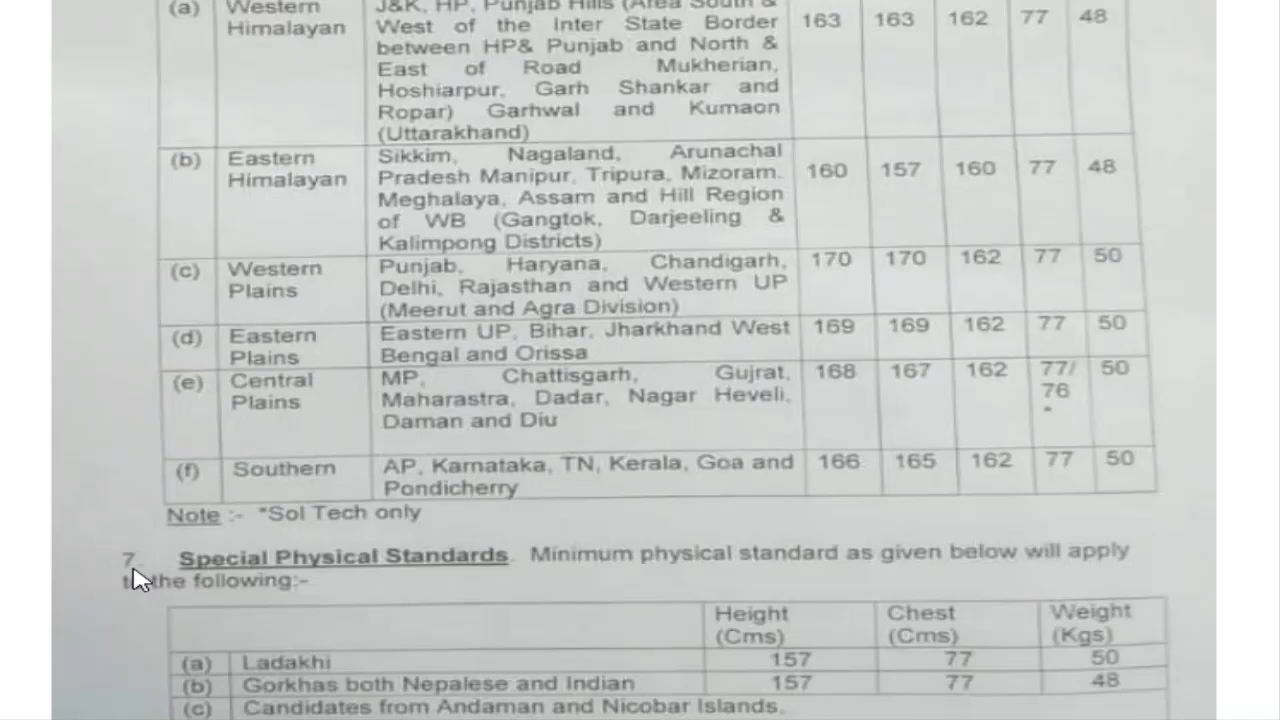 (a) Western J&K, HP, Punjab Hills (Area South & 163 163 162 77 48
Himalayan West of the Inter State Border
between HP& Punjab and North &
East of Road Mukherian,
Hoshiarpur, Garh Shankar and
Ropar) Garhwal and Kumaon
(Uttarakhand)
(b) Eastern Sikkim, Nagaland, Arunachal 160 157 160 77 48
Himalayan Pradesh Manipur, Tripura, Mizoram.
Meghalaya, Assam and Hill Region
of WB (Gangtok, Darjeeling &
Kalimpong Districts)
(c) Western Punjab, Haryana, Chandigarh, 170 170 162 77 50
Plains Delhi, Rajasthan and Western UP
(Meerut and Agra Division)
(d) Eastern Eastern UP, Bihar, Jharkhand West 169 169 162 77 50
Plains Bengal and Orissa
(e) Central MP, Chattisgarh, Gujrat, 168 167 162 77/ 50
Plains Maharastra, Dadar, Nagar Heveli, 76
Daman and Diu *
(f) Southern AP, Karnataka, TN, Kerala, Goa and 166 165 162 77 50
Pondicherry
Note :- *Sol Tech only
7. Special Physical Standards. Minimum physical standard as given below will apply
to the following:-
Height Chest Weight
(Cms) (Cms) (Kgs)
(a) Ladakhi 157 77 50
(b) Gorkhas both Nepalese and Indian 157 77 48
(c) Candidates from Andaman and Nicobar Islands,